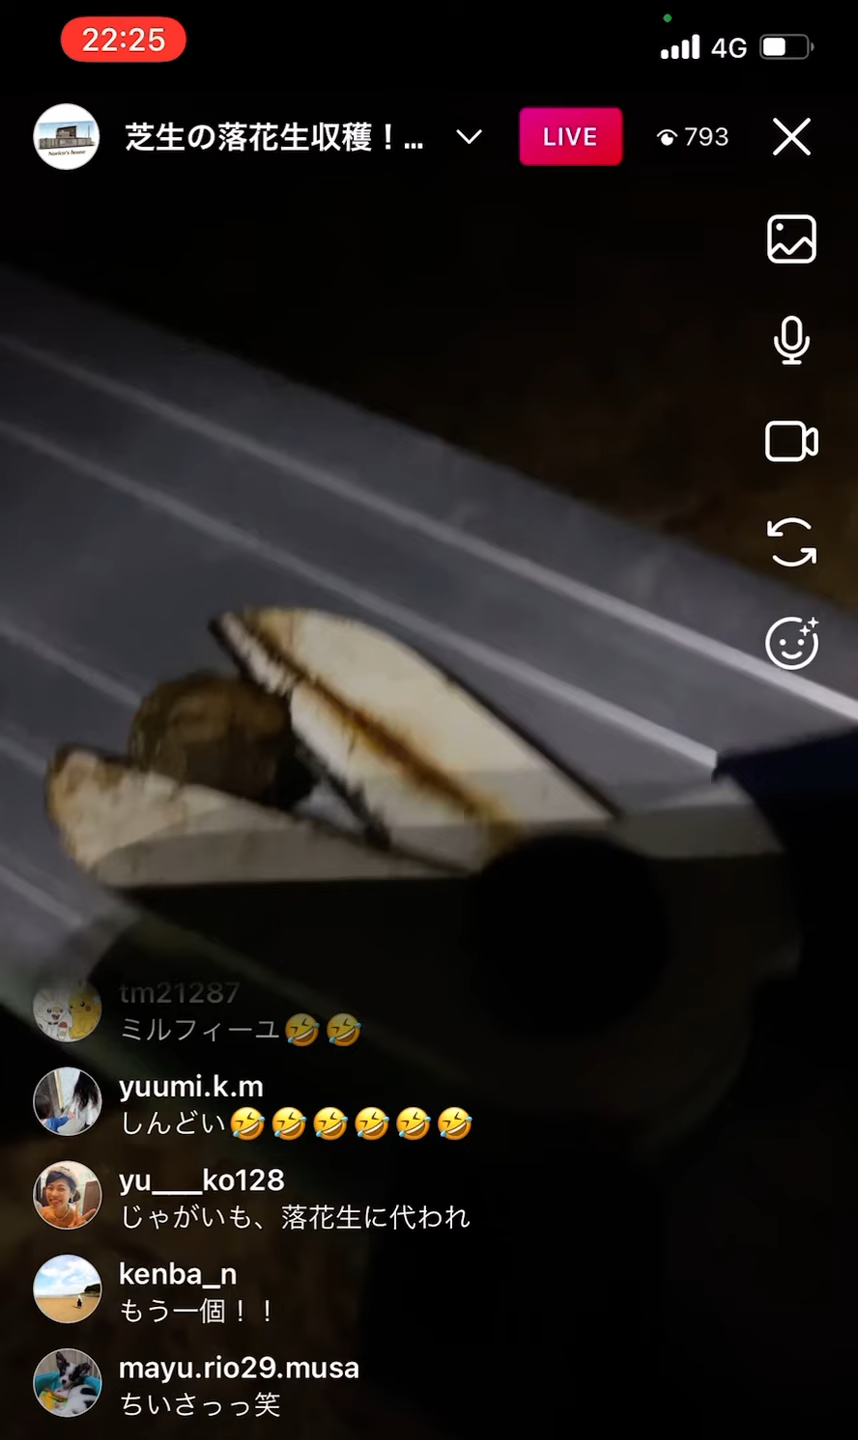 22:25
4G
芝生の落花生収穫！...
LIVE
793
Norico's house
tm21287
ミルフィーユ🤣🤣
yuumi.k.m
しんどい🤣🤣🤣🤣🤣🤣
yu___ko128
じゃがいも、落花生に代われ
kenba_n
もう一個！！
mayu.rio29.musa
ちいさっっ笑